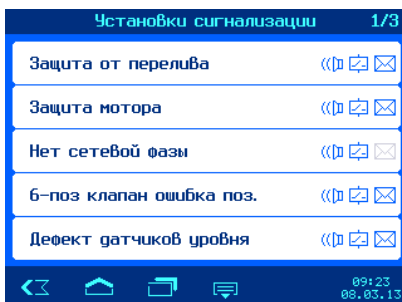 Установки сигнализации 1/3
Защита от перелива
Защита мотора
Нет сетевой фазы
6-поз клапан ошибка поз.
Дефект датчиков уровня
09:23
08.03.13